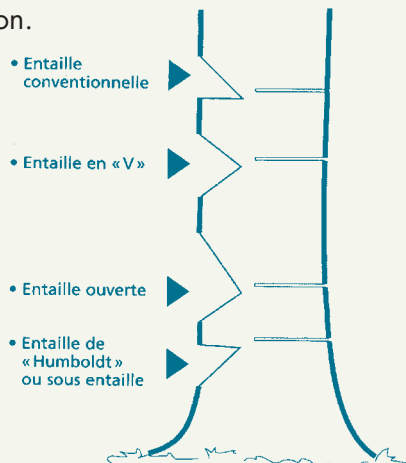 on.
• Entaille
conventionnelle
• Entaille en «V»
• Entaille ouverte
• Entaille de
«Humboldt»
ou sous entaille